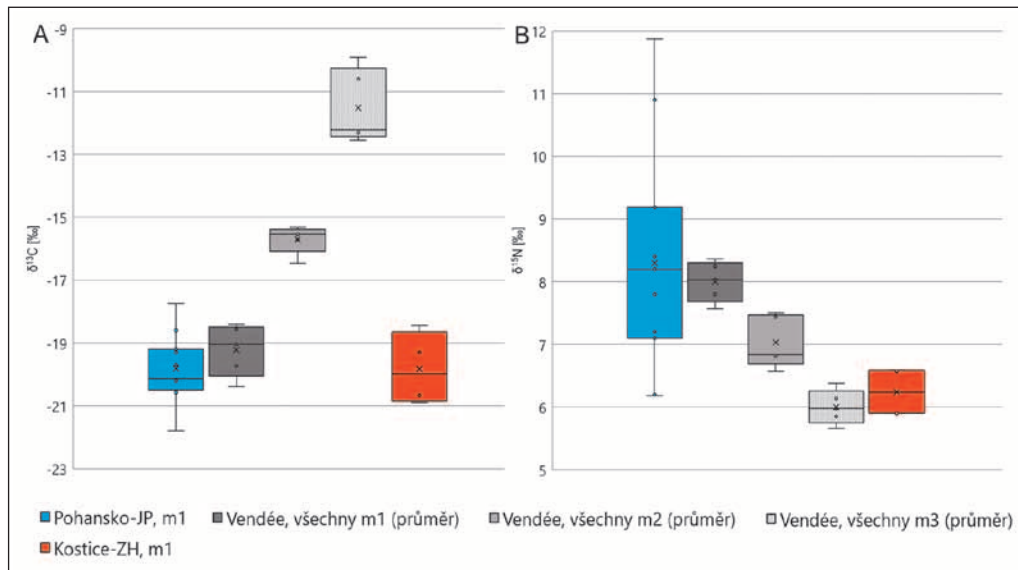 A
B
-9
-11
-13
-15
-17
-19
-21
-23
δ13C [‰]
12
11
10
9
8
7
6
5
δ15N [‰]
Pohansko-JP, m1
Vendée, všechny m1 (průměr)
Vendée, všechny m2 (průměr)
Vendée, všechny m3 (průměr)
Kostice-ZH, m1